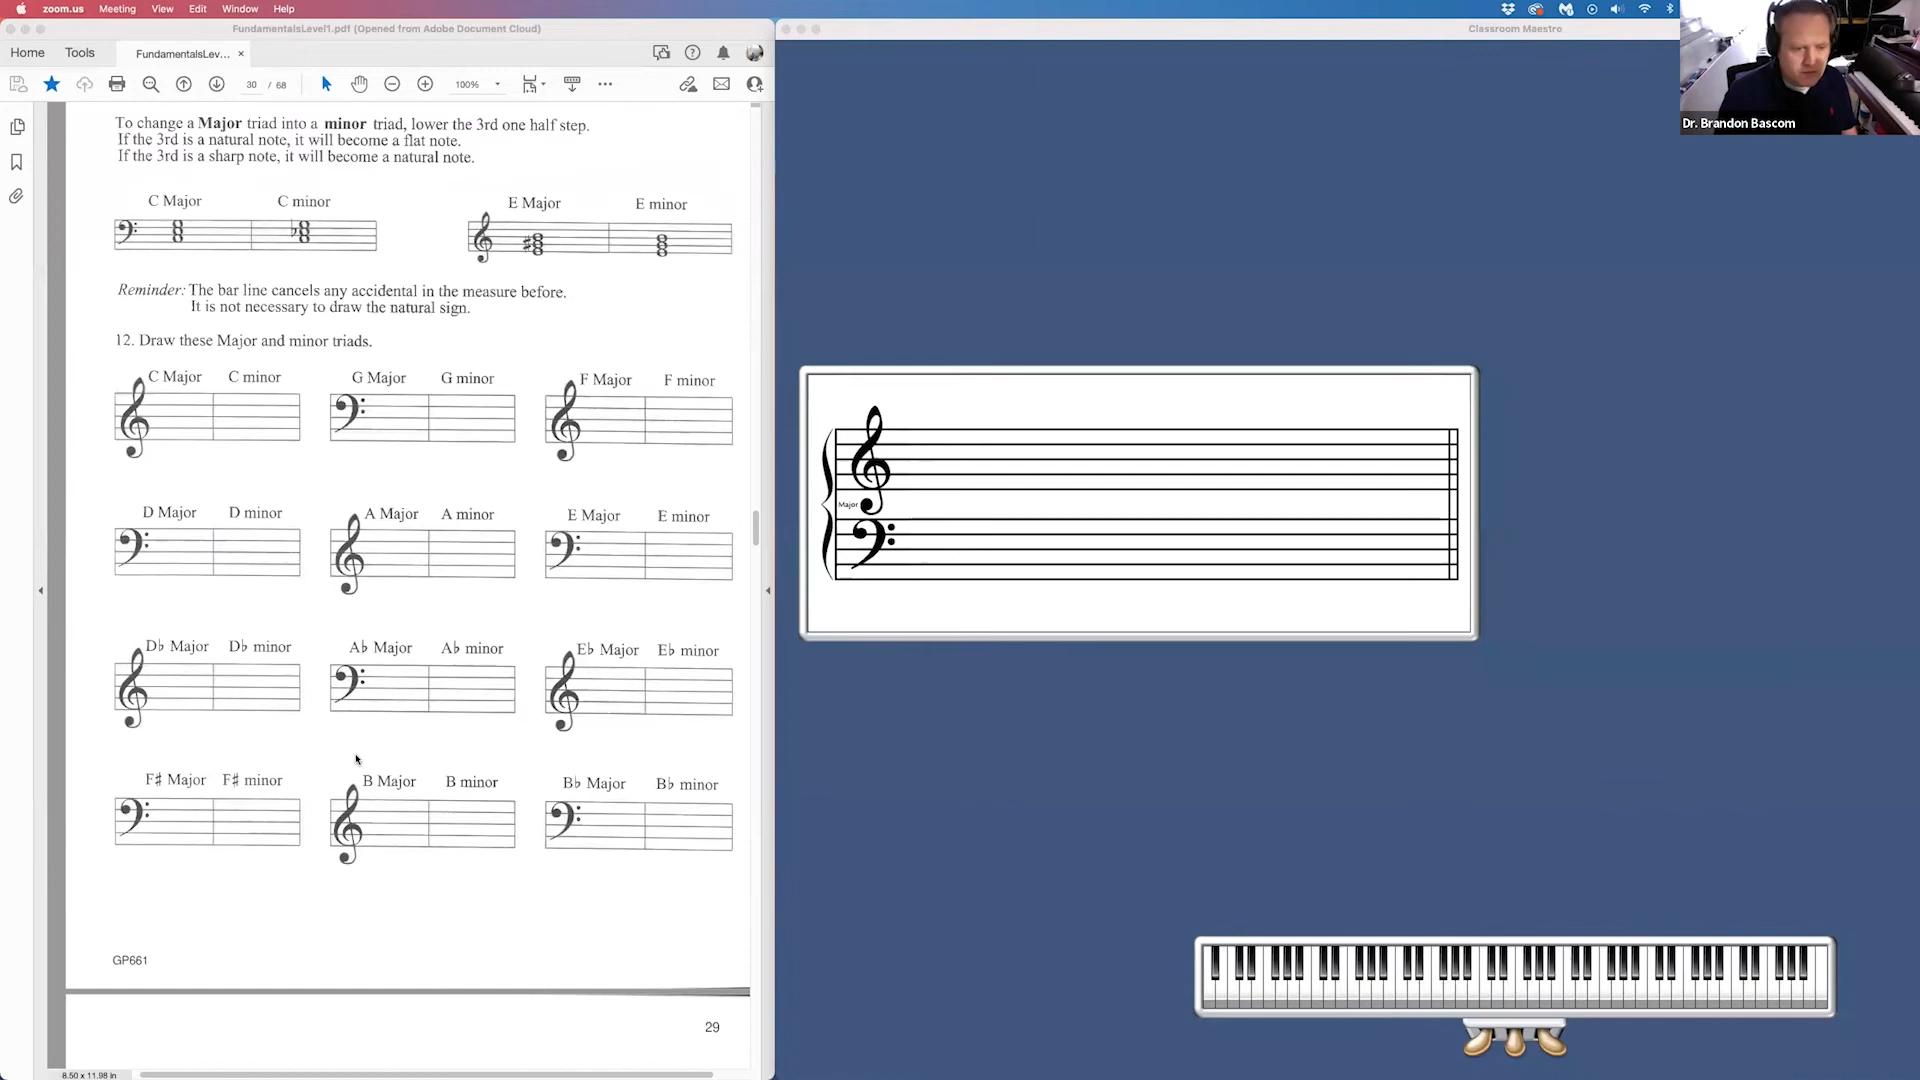 zoom.us Meeting View Edit Window Help
FundamentalsLevel1.pdf (Opened from Adobe Document Cloud)
Classroom Maestro
Home Tools FundamentalsLev... ×
30 / 68 100%
To change a Major triad into a minor triad, lower the 3rd one half step.
If the 3rd is a natural note, it will become a flat note.
If the 3rd is a sharp note, it will become a natural note.
C Major C minor E Major E minor
Reminder: The bar line cancels any accidental in the measure before.
It is not necessary to draw the natural sign.
12. Draw these Major and minor triads.
C Major C minor G Major G minor F Major F minor
D Major D minor A Major A minor E Major E minor
D♭ Major D♭ minor A♭ Major A♭ minor E♭ Major E♭ minor
F♯ Major F♯ minor B Major B minor B♭ Major B♭ minor
GP661
29
8.50 x 11.98 in
Major
Dr. Brandon Bascom